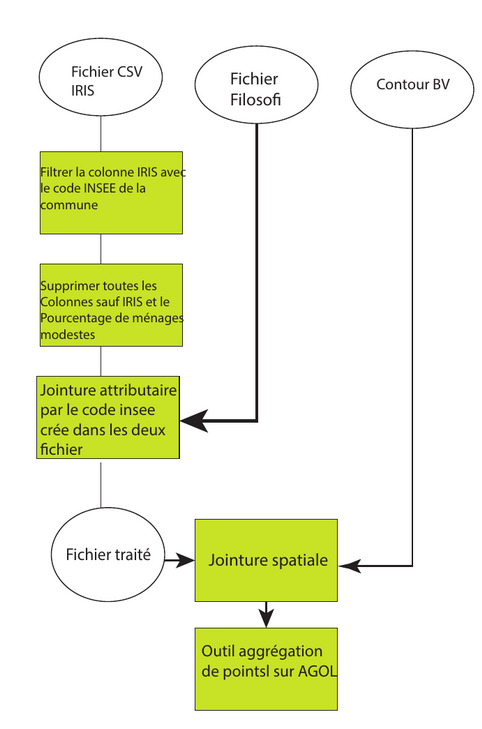 Fichier CSV
IRIS
Fichier
Filosofi
Contour BV
Filtrer la colonne IRIS avec
le code INSEE de la
commune
Supprimer toutes les
Colonnes sauf IRIS et le
Pourcentage de ménages
modestes
Jointure attributaire
par le code insee
crée dans les deux
fichier
Fichier traité
Jointure spatiale
Outil aggrégation
de pointsl sur AGOL